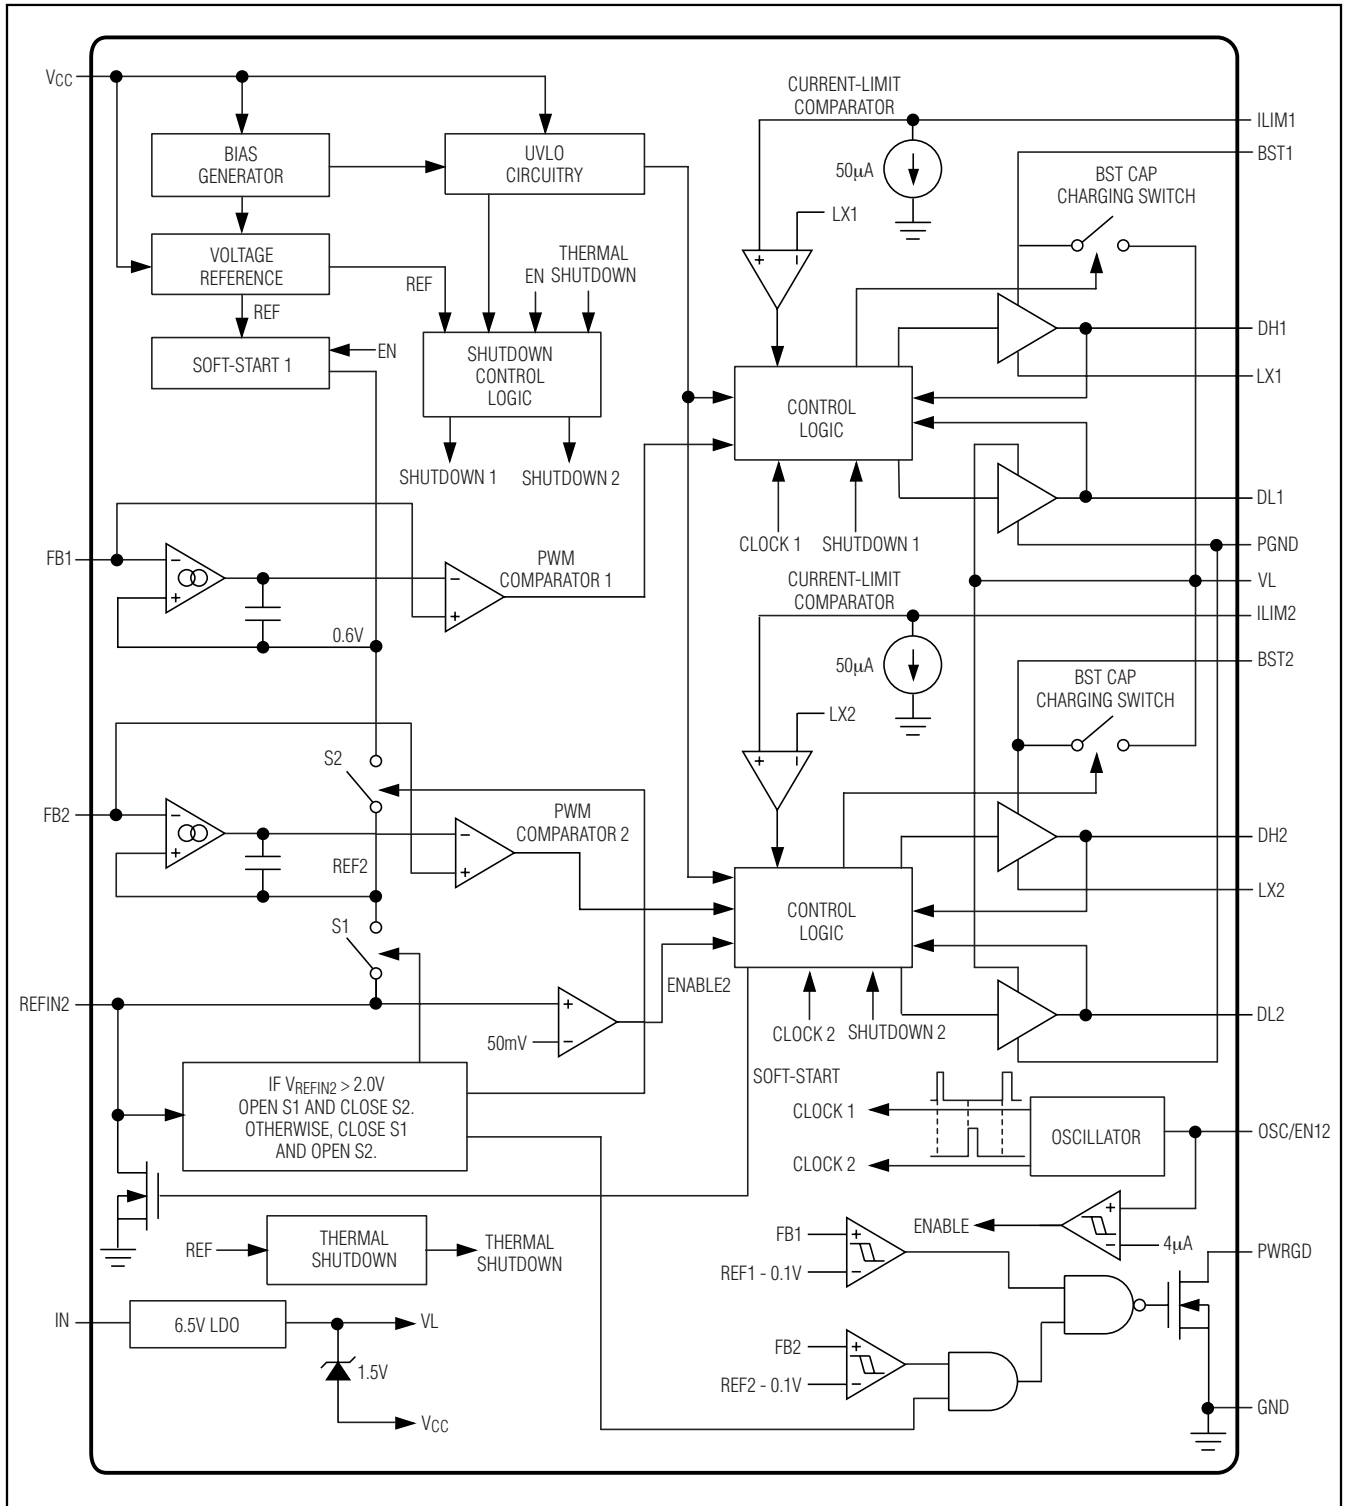 VCC
BIAS
GENERATOR
UVLO
CIRCUITRY
VOLTAGE
REFERENCE
REF
REF
EN
THERMAL
SHUTDOWN
SOFT-START 1
EN
SHUTDOWN
CONTROL
LOGIC
SHUTDOWN 1
SHUTDOWN 2
CURRENT-LIMIT
COMPARATOR
50µA
LX1
+
−
BST CAP
CHARGING SWITCH
ILIM1
BST1
DH1
LX1
CONTROL
LOGIC
CLOCK 1
SHUTDOWN 1
DL1
PGND
VL
FB1
−
+
0.6V
PWM
COMPARATOR 1
−
+
CURRENT-LIMIT
COMPARATOR
50µA
LX2
+
−
ILIM2
BST2
BST CAP
CHARGING SWITCH
S2
FB2
−
+
REF2
PWM
COMPARATOR 2
−
+
CONTROL
LOGIC
DH2
LX2
S1
REFIN2
+
50mV
−
ENABLE2
CLOCK 2
SHUTDOWN 2
DL2
IF VREFIN2 > 2.0V
OPEN S1 AND CLOSE S2.
OTHERWISE, CLOSE S1
AND OPEN S2.
SOFT-START
CLOCK 1
CLOCK 2
OSCILLATOR
OSC/EN12
REF
THERMAL
SHUTDOWN
THERMAL
SHUTDOWN
ENABLE
+
−
4µA
FB1
REF1 - 0.1V
+
−
PWRGD
IN
6.5V LDO
VL
1.5V
VCC
FB2
REF2 - 0.1V
+
−
GND